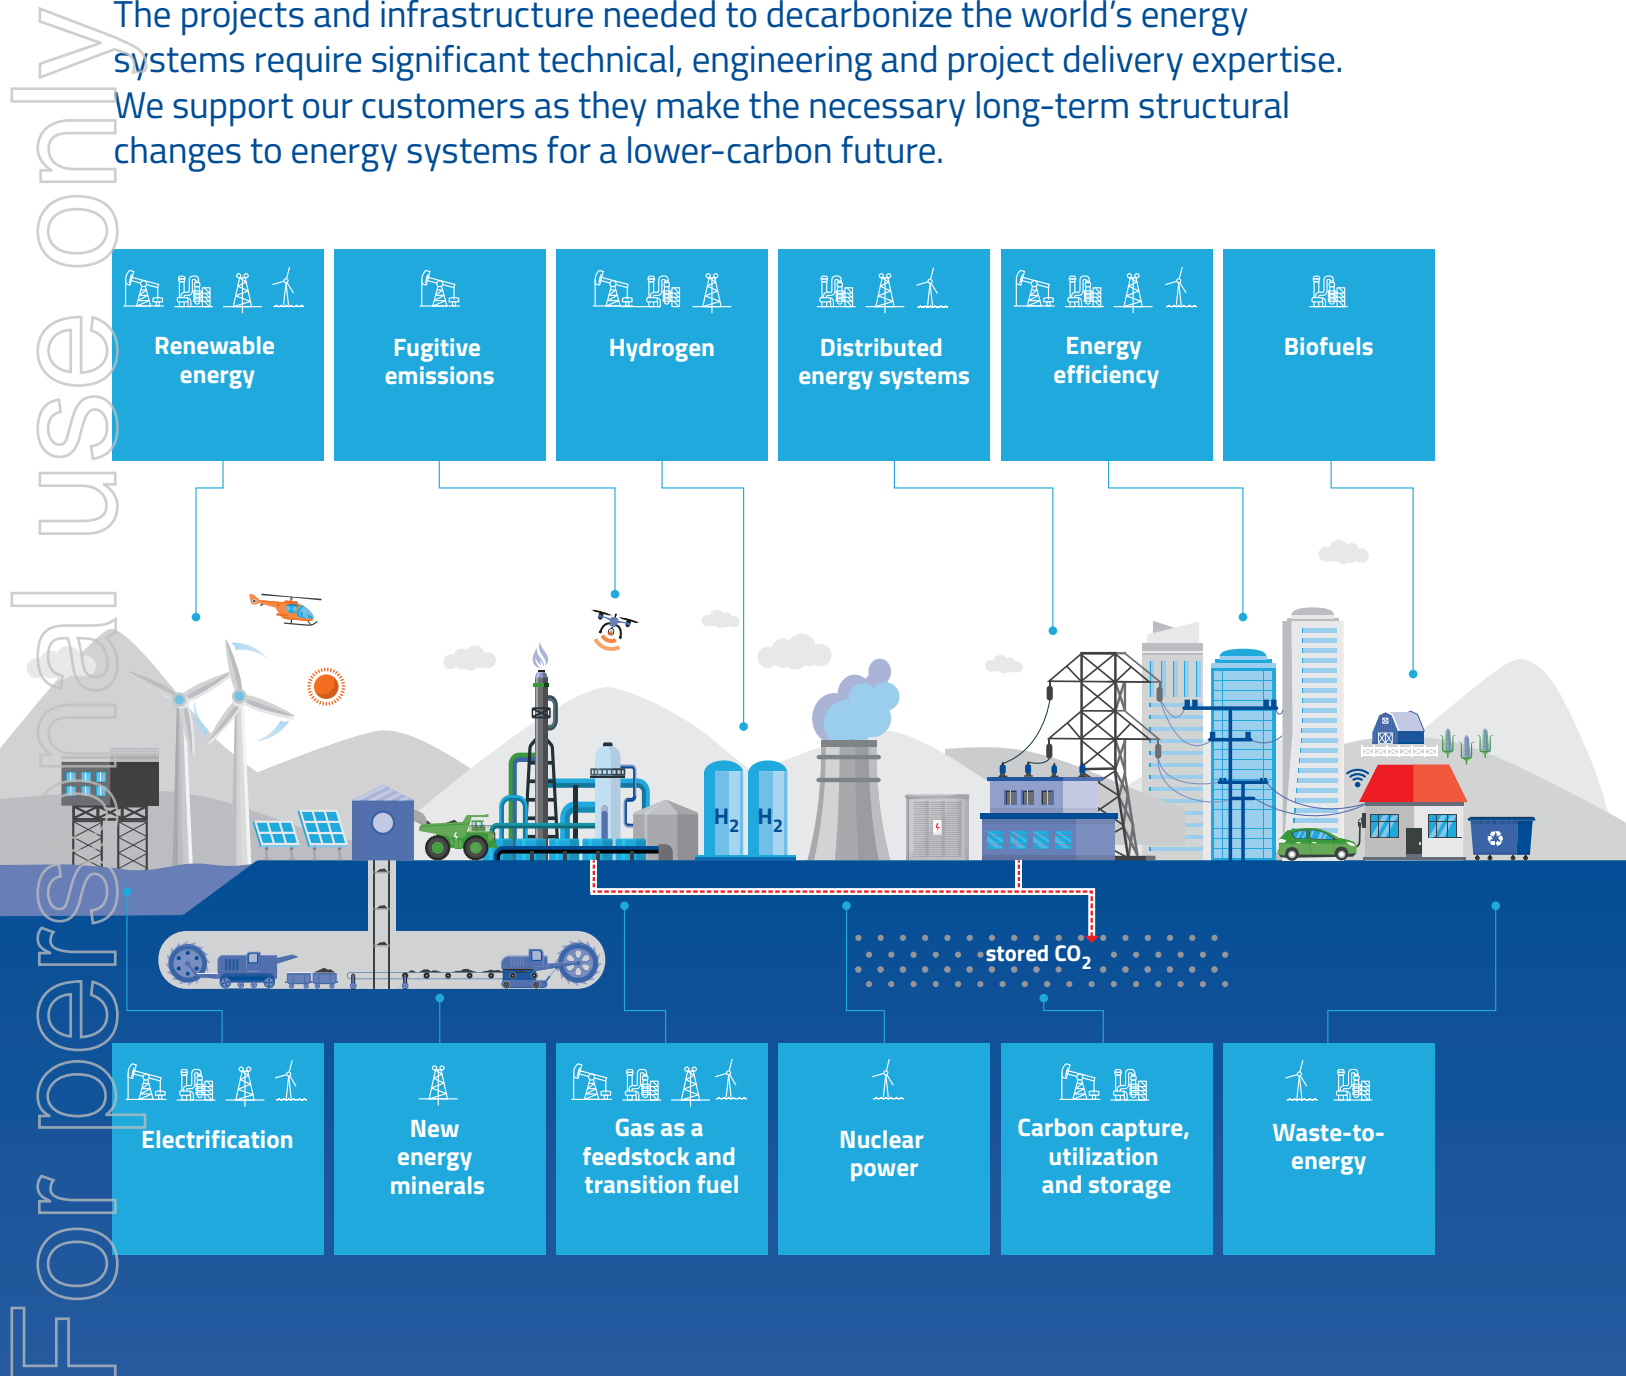 The projects and infrastructure needed to decarbonize the world's energy
systems require significant technical, engineering and project delivery expertise.
We support our customers as they make the necessary long-term structural
changes to energy systems for a lower-carbon future.
For personal use only
Renewable
energy
Fugitive
emissions
Hydrogen
Distributed
energy systems
Energy
efficiency
Biofuels
H2 H2
stored CO2
Electrification
New
energy
minerals
Gas as a
feedstock and
transition fuel
Nuclear
power
Carbon capture,
utilization
and storage
Waste-to-
energy